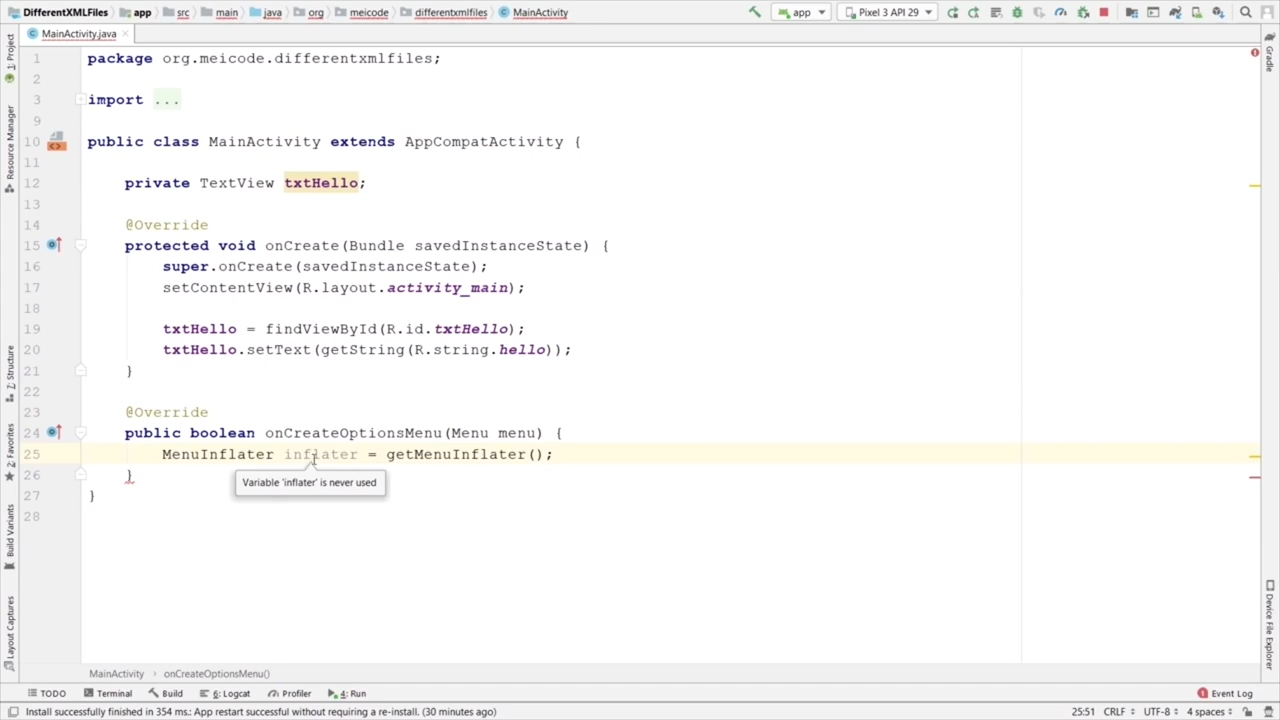 DifferentXMLFiles app src main java org meicode differentxmlfiles MainActivity app Pixel 3 API 29
MainActivity.java
1 package org.meicode.differentxmlfiles;
2
3 import ...
9
10 public class MainActivity extends AppCompatActivity {
11
12 private TextView txtHello;
13
14 @Override
15 protected void onCreate(Bundle savedInstanceState) {
16 super.onCreate(savedInstanceState);
17 setContentView(R.layout.activity_main);
18
19 txtHello = findViewById(R.id.txtHello);
20 txtHello.setText(getString(R.string.hello));
21 }
22
23 @Override
24 public boolean onCreateOptionsMenu(Menu menu) {
25 MenuInflater inflater = getMenuInflater();
26 }
Variable 'inflater' is never used
27 }
28
1: Project
Resource Manager
Z: Structure
2: Favorites
Build Variants
Layout Captures
Gradle
Device File Explorer
MainActivity › onCreateOptionsMenu()
TODO Terminal Build 6: Logcat Profiler 4: Run Event Log
Install successfully finished in 354 ms.: App restart successful without requiring a re-install. (30 minutes ago) 25:51 CRLF UTF-8 4 spaces